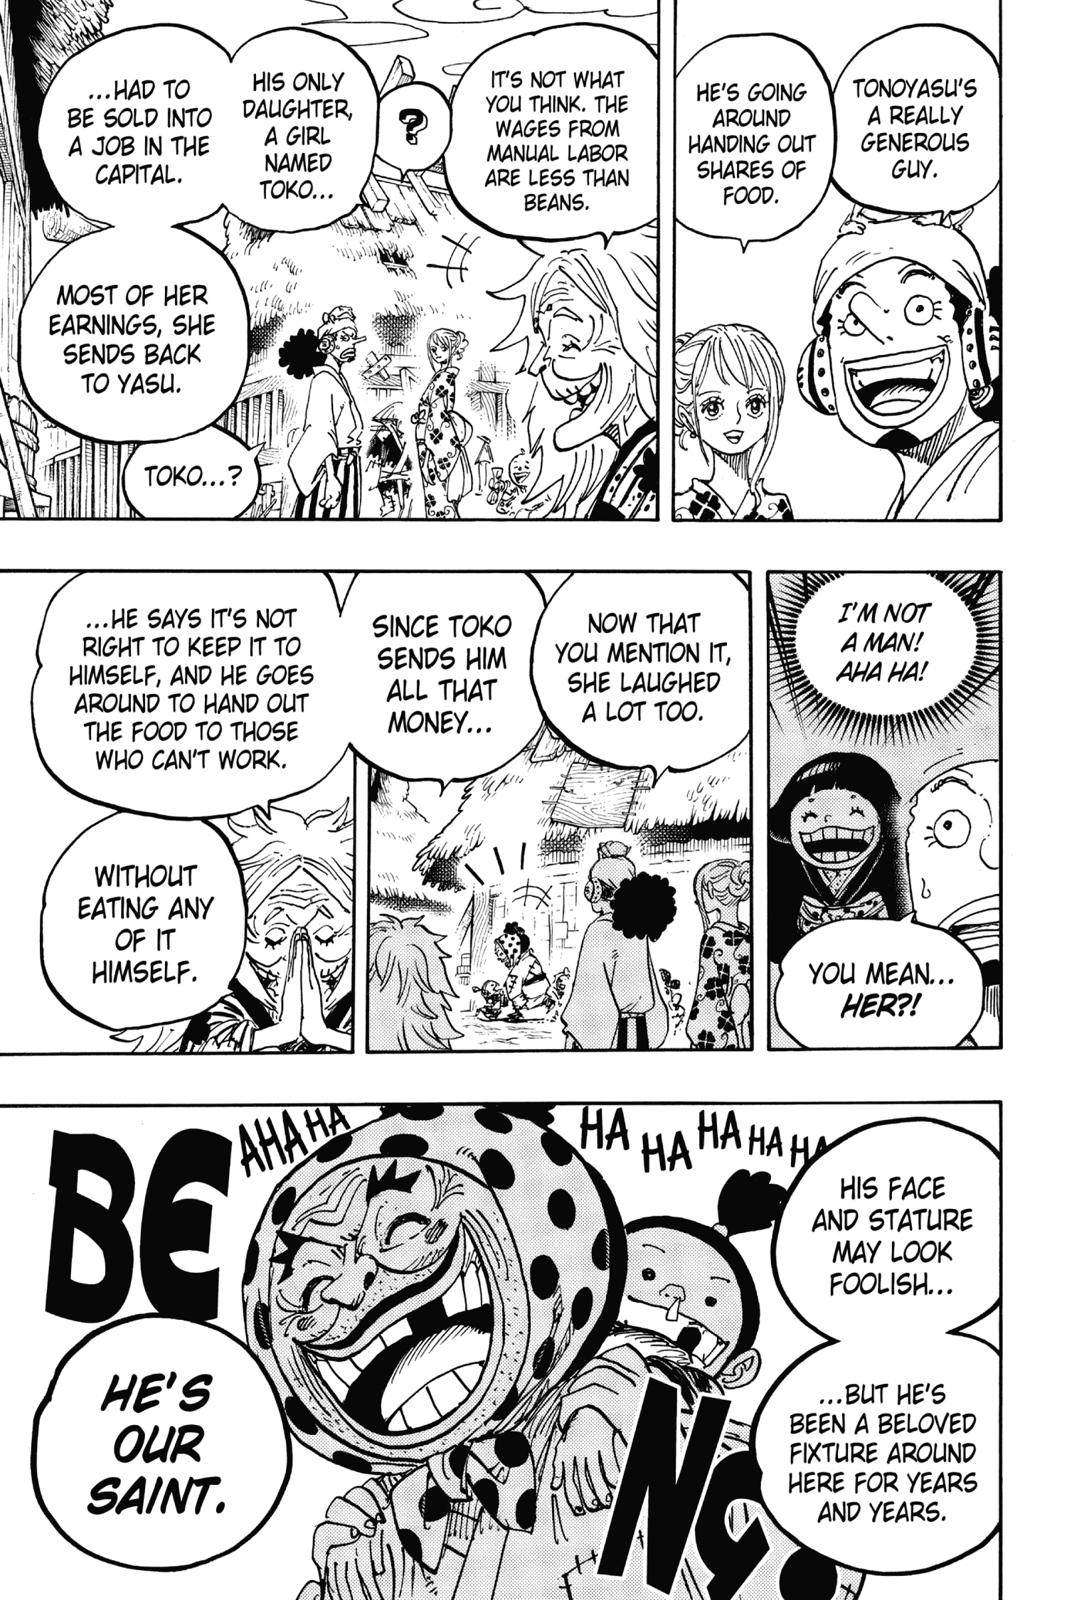 TONOYASU'S
A REALLY
GENEROUS
GUY.
HE'S GOING
AROUND
HANDING OUT
SHARES OF
FOOD.
IT'S NOT WHAT
YOU THINK. THE
WAGES FROM
MANUAL LABOR
ARE LESS THAN
BEANS.
?
HIS ONLY
DAUGHTER,
A GIRL
NAMED
TOKO...
...HAD TO
BE SOLD INTO
A JOB IN THE
CAPITAL.
MOST OF HER
EARNINGS, SHE
SENDS BACK
TO YASU.
TOKO...?
I'M NOT
A MAN!
AHA HA!
YOU MEAN...
HER?!
NOW THAT
YOU MENTION IT,
SHE LAUGHED
A LOT TOO.
SINCE TOKO
SENDS HIM
ALL THAT
MONEY...
...HE SAYS IT'S NOT
RIGHT TO KEEP IT TO
HIMSELF, AND HE GOES
AROUND TO HAND OUT
THE FOOD TO THOSE
WHO CAN'T WORK.
WITHOUT
EATING ANY
OF IT
HIMSELF.
HIS FACE
AND STATURE
MAY LOOK
FOOLISH...
...BUT HE'S
BEEN A BELOVED
FIXTURE AROUND
HERE FOR YEARS
AND YEARS.
AHAHAHA
HA HA HA HA HA
BE
NG
HE'S
OUR
SAINT.